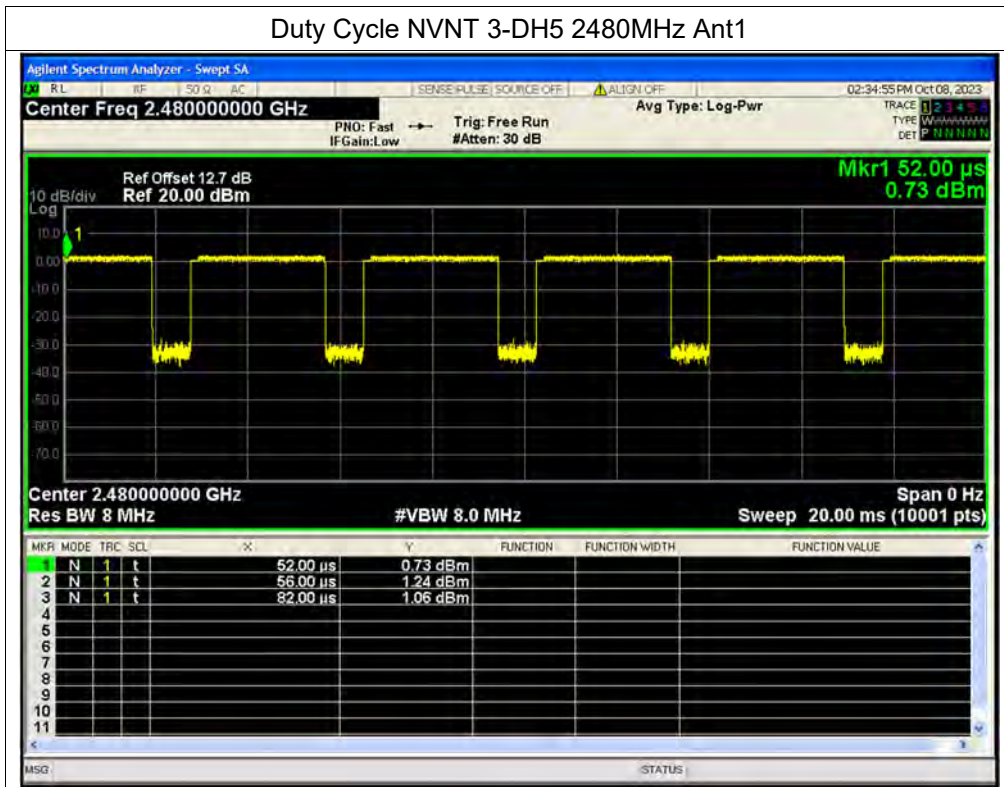 Duty Cycle NVNT 3-DH5 2480MHz Ant1
Agilent Spectrum Analyzer - Swept SA
RL RF 50 Ω AC SENSE:PULSE SOURCE OFF ALIGN OFF 02:34:55 PM Oct 08, 2023
Center Freq 2.480000000 GHz Avg Type: Log-Pwr TRACE 1 2 3 4 5 6
PNO: Fast Trig: Free Run TYPE W
IFGain:Low #Atten: 30 dB DET P N N N N N
Mkr1 52.00 µs
Ref Offset 12.7 dB
10 dB/div Ref 20.00 dBm 0.73 dBm
Log
10.0
1
0.00
-10.0
-20.0
-30.0
-40.0
-50.0
-60.0
-70.0
Center 2.480000000 GHz Span 0 Hz
Res BW 8 MHz #VBW 8.0 MHz Sweep 20.00 ms (10001 pts)
MKR MODE TRC SCL X Y FUNCTION FUNCTION WIDTH FUNCTION VALUE
1 N 1 t 52.00 µs 0.73 dBm
2 N 1 t 56.00 µs 1.24 dBm
3 N 1 t 82.00 µs 1.06 dBm
4
5
6
7
8
9
10
11
MSG STATUS